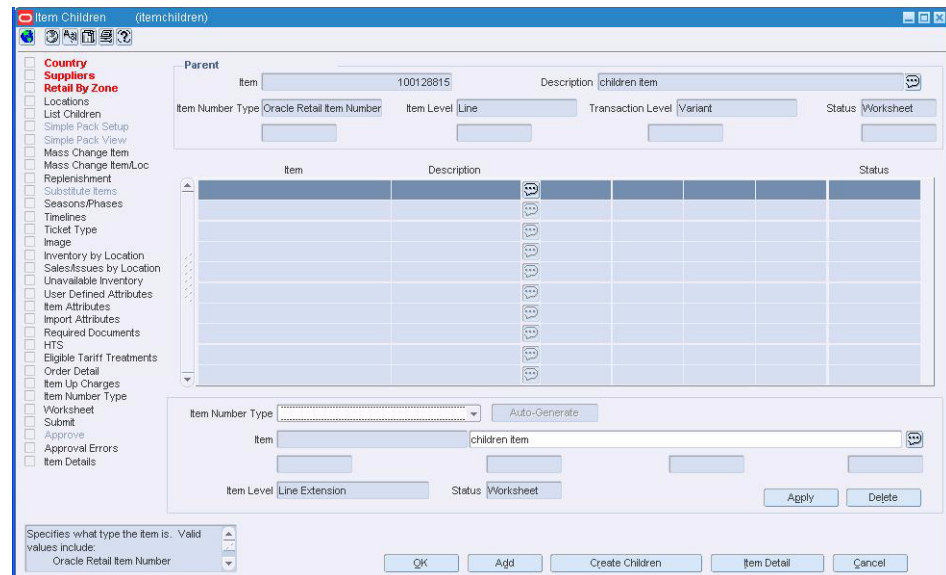 Item Children (itemchildren)
Country
Suppliers
Retail By Zone
Locations
List Children
Simple Pack Setup
Simple Pack View
Mass Change Item
Mass Change Item/Loc
Replenishment
Substitute Items
Seasons/Phases
Timelines
Ticket Type
Image
Inventory by Location
Sales/Issues by Location
Unavailable Inventory
User Defined Attributes
Item Attributes
Import Attributes
Required Documents
HTS
Eligible Tariff Treatments
Order Detail
Item Up Charges
Item Number Type
Worksheet
Submit
Approve
Approval Errors
Item Details
Parent
Item 100128815 Description children item
Item Number Type Oracle Retail Item Number Item Level Line Transaction Level Variant Status Worksheet
Item Description Status
Item Number Type Auto-Generate
Item children item
Item Level Line Extension Status Worksheet
Apply Delete
Specifies what type the item is. Valid
values include:
Oracle Retail Item Number
OK Add Create Children Item Detail Cancel